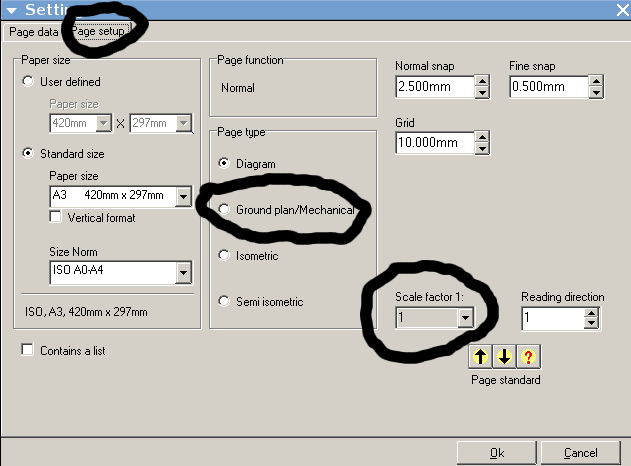 Setti
Page data
Page setup
Paper size
User defined
Paper size
420mm X 297mm
Standard size
Paper size
A3 420mm x 297mm
Vertical format
Size Norm
ISO A0-A4
ISO, A3, 420mm x 297mm
Contains a list
Page function
Normal
Page type
Diagram
Ground plan/Mechanical
Isometric
Semi isometric
Normal snap
2.500mm
Fine snap
0.500mm
Grid
10.000mm
Scale factor 1:
1
Reading direction
1
?
Page standard
Ok
Cancel